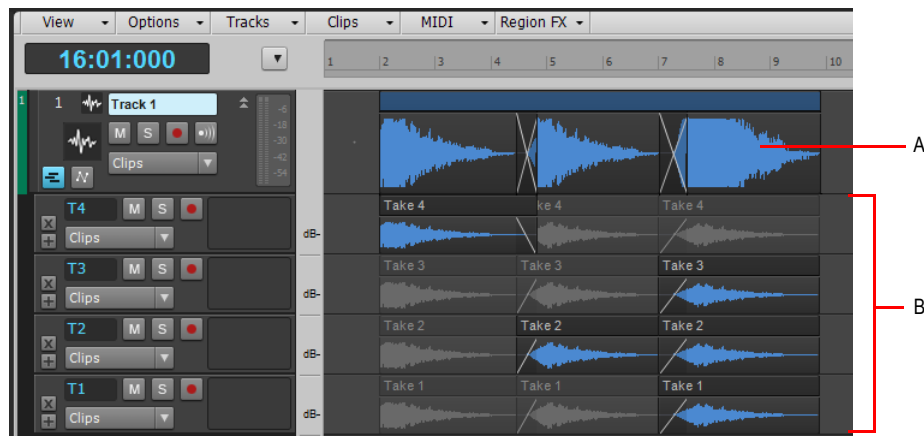 View Options Tracks Clips MIDI Region FX
16:01:000 1 2 3 4 5 6 7 8 9 10
1 1 Track 1 -6
M S -18
-30
Clips -42
-54
A
T4 M S Take 4 ke 4 Take 4
X
+ Clips dB-
T3 M S Take 3 Take 3 Take 3
X
+ Clips dB-
B
T2 M S Take 2 Take 2 Take 2
X
+ Clips dB-
T1 M S Take 1 Take 1 Take 1
X
+ Clips dB-